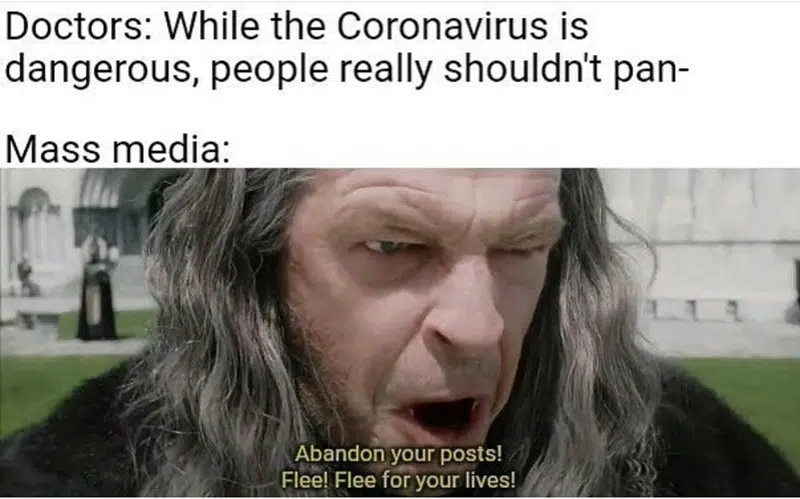 Doctors: While the Coronavirus is
dangerous, people really shouldn't pan-
Mass media:
Abandon your posts!
Flee! Flee for your lives!